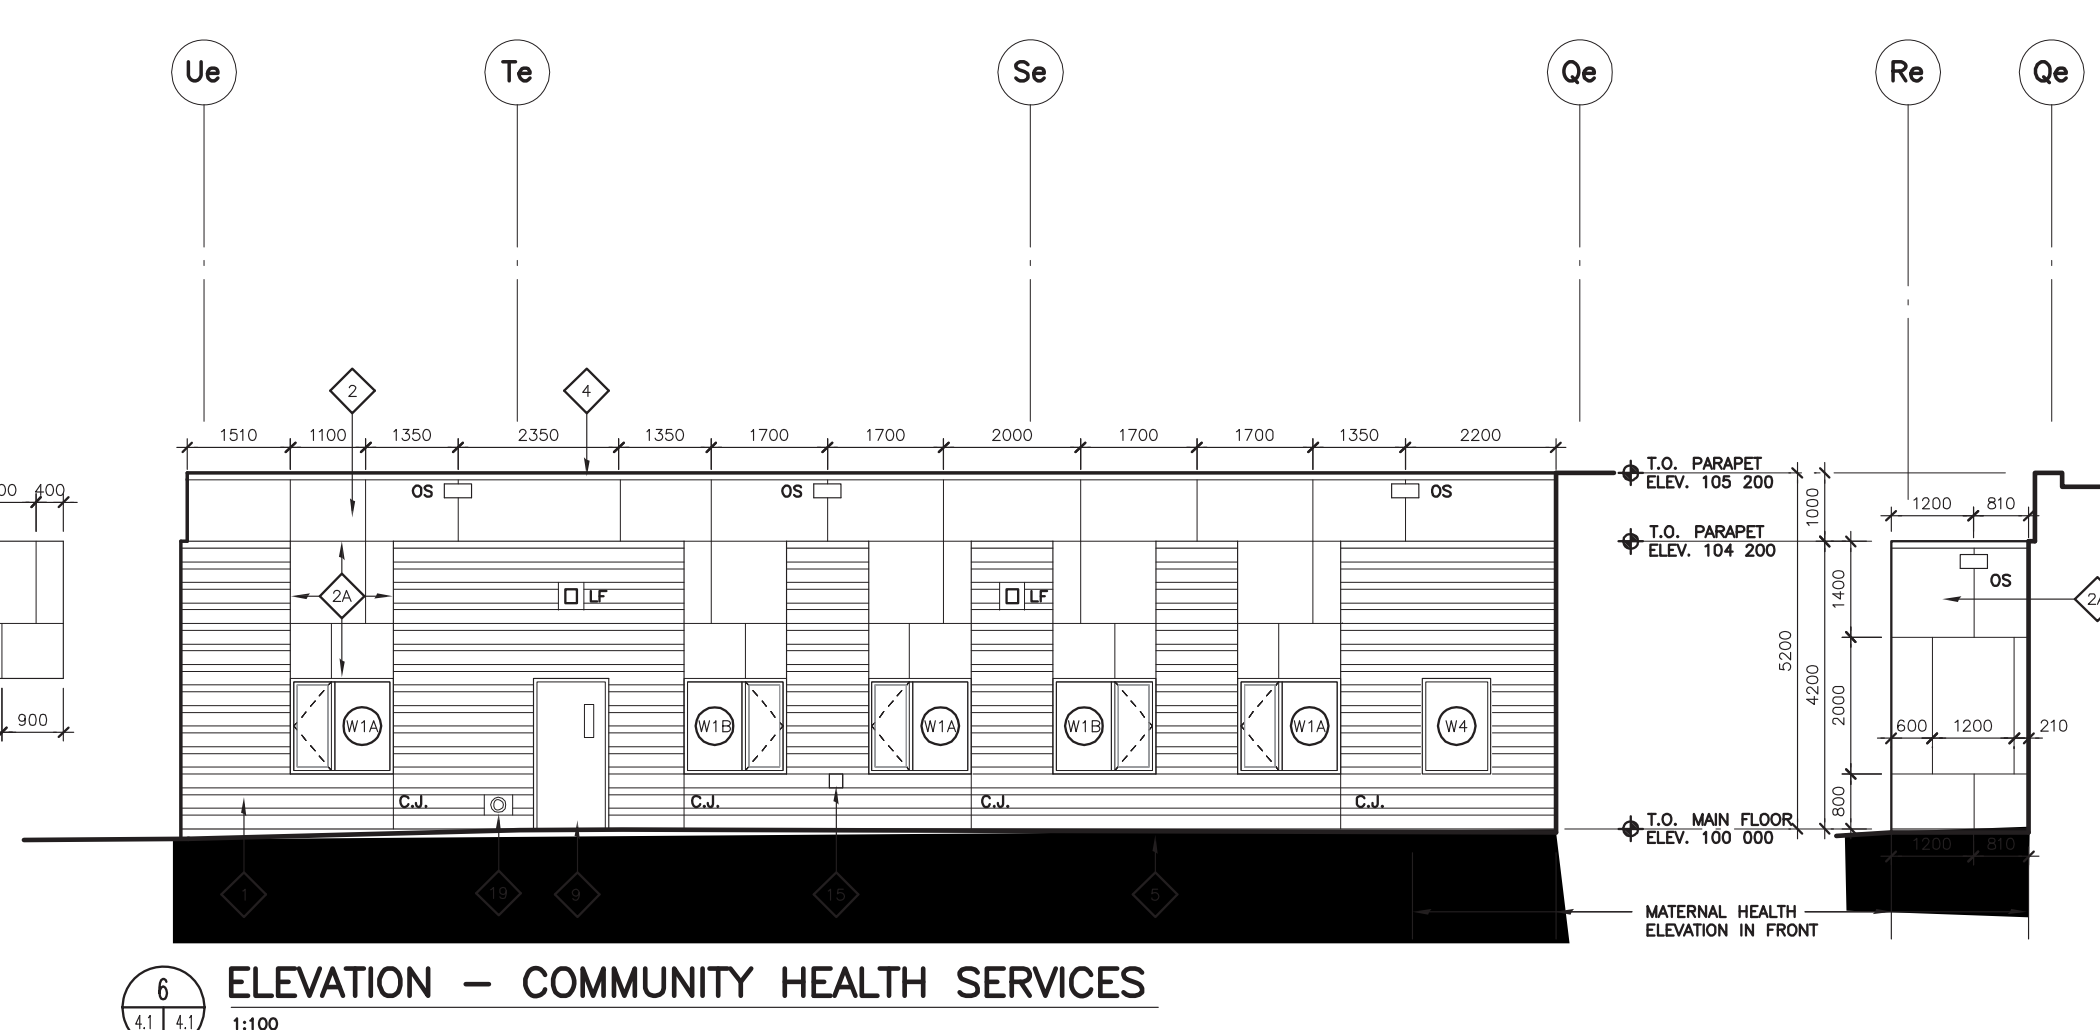 Ue Te Se Qe Re Qe
2 4
1510 1100 1350 2350 1350 1700 1700 2000 1700 1700 1350 2200
T.O. PARAPET
ELEV. 105 200
OS OS OS
400
1000
1200 810
T.O. PARAPET
ELEV. 104 200
OS
2A LF LF
1400
5200
4200
2000
900
W1A W1B W1A W1B W1A W4
600 1200 210
800
C.J. C.J. C.J. C.J.
T.O. MAIN FLOOR
ELEV. 100 000
1200 810
1 19 9 15 5
MATERNAL HEALTH
ELEVATION IN FRONT
6
4.1 4.1
ELEVATION - COMMUNITY HEALTH SERVICES
1:100